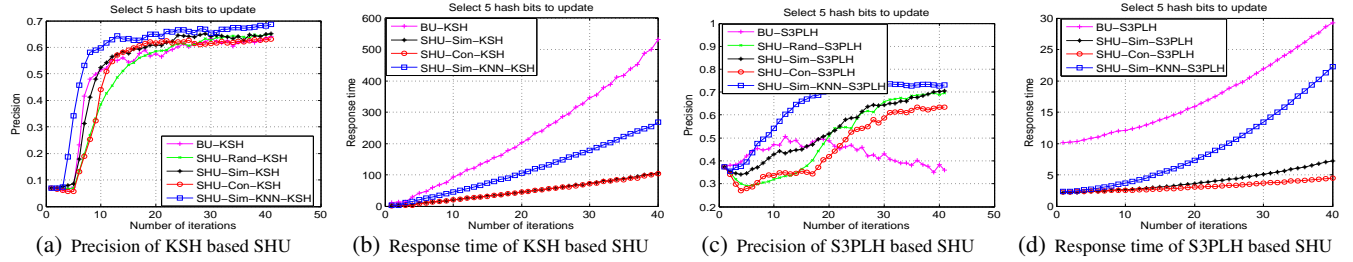 Select 5 hash bits to update
0.7
0.6
0.5
0.4
0.3
0.2
0.1
0
Precision
BU−KSH
SHU−Rand−KSH
SHU−Sim−KSH
SHU−Con−KSH
SHU−Sim−KNN−KSH
0 10 20 30 40 50
Number of iterations
(a) Precision of KSH based SHU
Select 5 hash bits to update
600
500
400
300
200
100
0
Response time
BU−KSH
SHU−Sim−KSH
SHU−Con−KSH
SHU−Sim−KNN−KSH
0 10 20 30 40
Number of iterations
(b) Response time of KSH based SHU
Select 5 hash bits to update
1
0.9
0.8
0.7
0.6
0.5
0.4
0.3
0.2
Precision
BU−S3PLH
SHU−Rand−S3PLH
SHU−Sim−S3PLH
SHU−Con−S3PLH
SHU−Sim−KNN−S3PLH
0 10 20 30 40 50
Number of iterations
(c) Precision of S3PLH based SHU
Select 5 hash bits to update
30
25
20
15
10
5
0
Response time
BU−S3PLH
SHU−Sim−S3PLH
SHU−Con−S3PLH
SHU−Sim−KNN−S3PLH
0 10 20 30 40
Number of iterations
(d) Response time of S3PLH based SHU